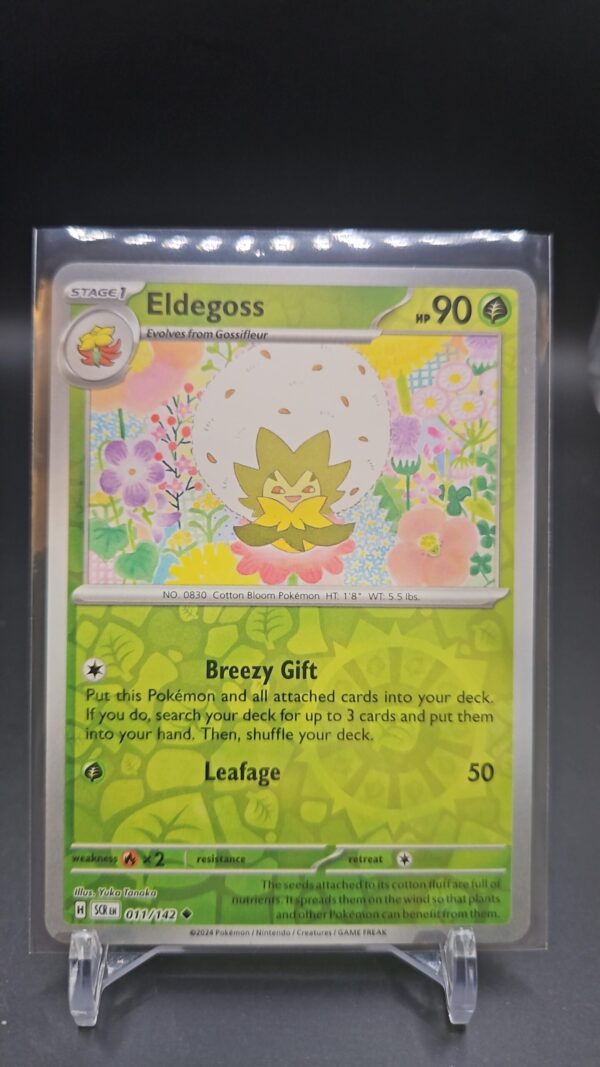 STAGE 1 Eldegoss HP 90
Evolves from Gossifleur
NO. 0830 Cotton Bloom Pokémon HT: 1'8" WT: 5.5 lbs.
Breezy Gift
Put this Pokémon and all attached cards into your deck.
If you do, search your deck for up to 3 cards and put them
into your hand. Then, shuffle your deck.
Leafage 50
weakness ×2 resistance retreat
Illus. Yuka Tanaka
The seeds attached to its cotton fluff are full of
nutrients. It spreads them on the wind so that plants
and other Pokémon can benefit from them.
H SCR EN 011/142
©2024 Pokémon / Nintendo / Creatures / GAME FREAK